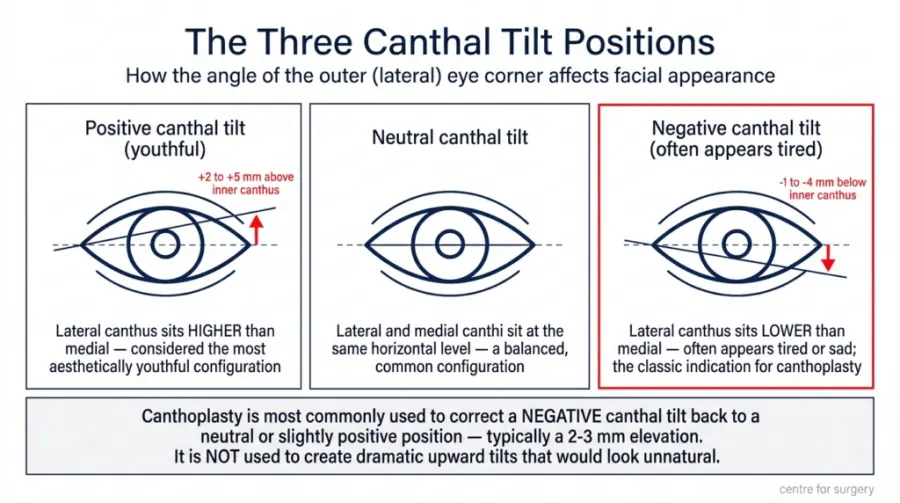 The Three Canthal Tilt Positions
How the angle of the outer (lateral) eye corner affects facial appearance
Positive canthal tilt
(youthful)
+2 to +5 mm above
inner canthus
Lateral canthus sits HIGHER than
medial — considered the most
aesthetically youthful configuration
Neutral canthal tilt
Lateral and medial canthi sit at the
same horizontal level — a balanced,
common configuration
Negative canthal tilt
(often appears tired)
-1 to -4 mm below
inner canthus
Lateral canthus sits LOWER than
medial — often appears tired or sad;
the classic indication for canthoplasty
Canthoplasty is most commonly used to correct a NEGATIVE canthal tilt back to a
neutral or slightly positive position — typically a 2-3 mm elevation.
It is NOT used to create dramatic upward tilts that would look unnatural.
centre for surgery